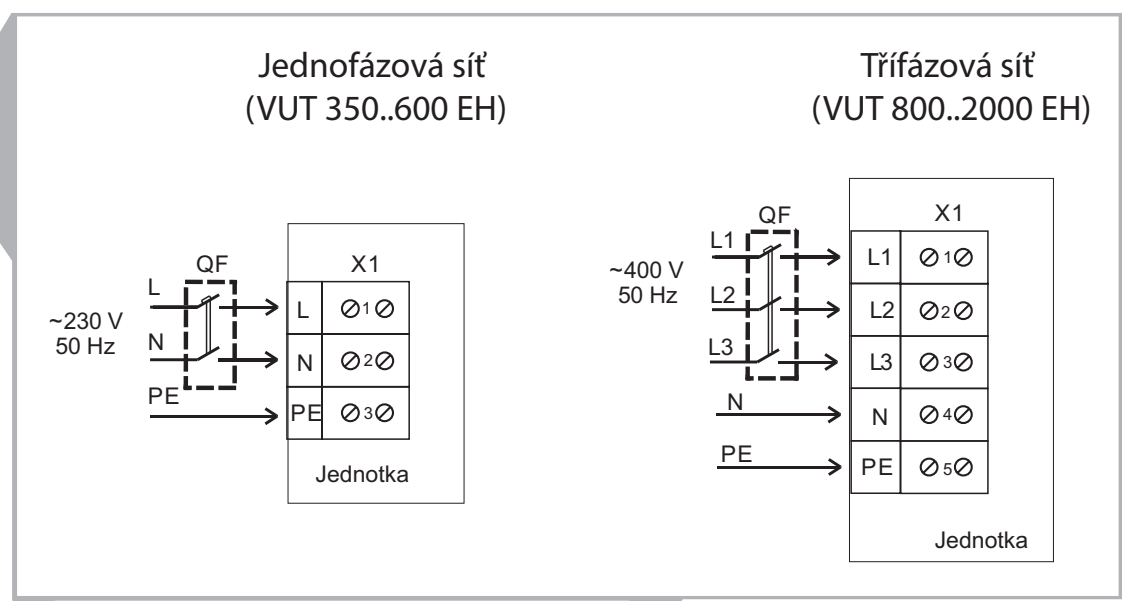 Jednofázová síť
(VUT 350..600 EH)
QF
X1
L
L
1
~230 V
50 Hz
N
N
2
PE
PE
3
Jednotka
Třífázová síť
(VUT 800..2000 EH)
QF
X1
L1
L1
1
~400 V
50 Hz
L2
L2
2
L3
L3
3
N
N
4
PE
PE
5
Jednotka